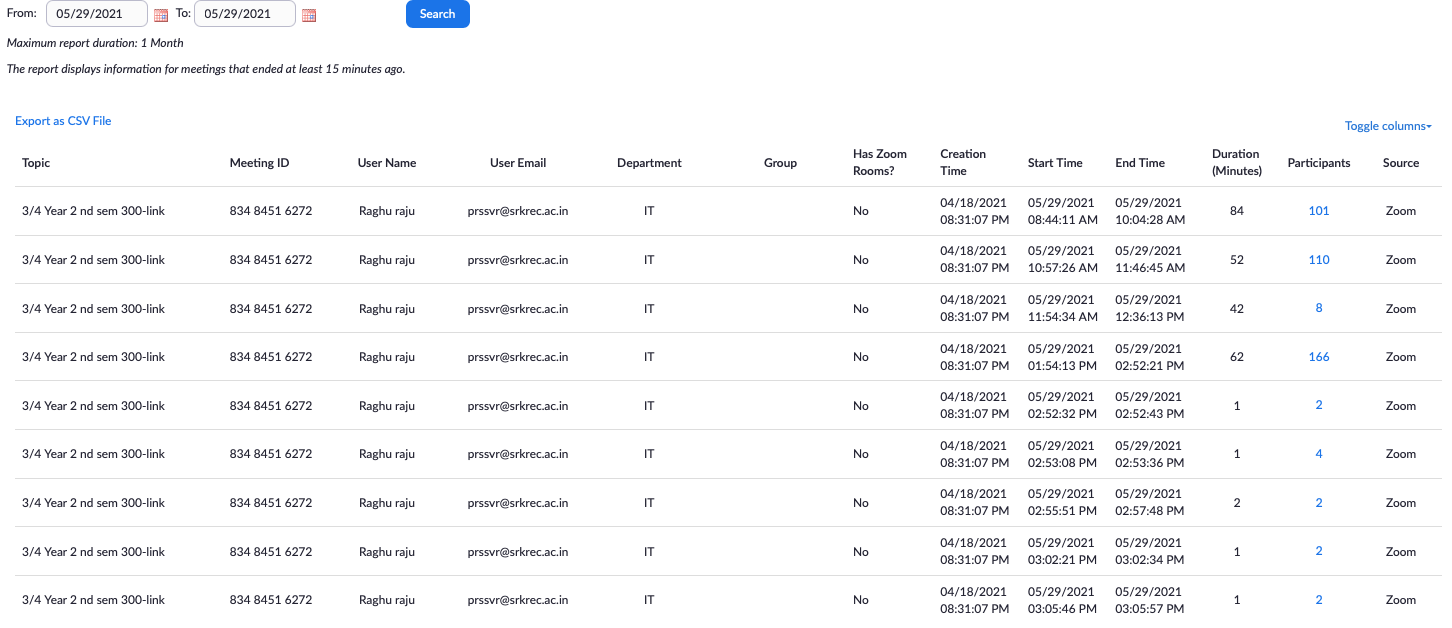 From: 05/29/2021 To: 05/29/2021 Search
Maximum report duration: 1 Month
The report displays information for meetings that ended at least 15 minutes ago.
Export as CSV File
Toggle columns
Topic Meeting ID User Name User Email Department Group Has Zoom Rooms? Creation Time Start Time End Time Duration (Minutes) Participants Source
3/4 Year 2 nd sem 300-link 834 8451 6272 Raghu raju prssvr@srkrec.ac.in IT No 04/18/2021 08:31:07 PM 05/29/2021 08:44:11 AM 05/29/2021 10:04:28 AM 84 101 Zoom
3/4 Year 2 nd sem 300-link 834 8451 6272 Raghu raju prssvr@srkrec.ac.in IT No 04/18/2021 08:31:07 PM 05/29/2021 10:57:26 AM 05/29/2021 11:46:45 AM 52 110 Zoom
3/4 Year 2 nd sem 300-link 834 8451 6272 Raghu raju prssvr@srkrec.ac.in IT No 04/18/2021 08:31:07 PM 05/29/2021 11:54:34 AM 05/29/2021 12:36:13 PM 42 8 Zoom
3/4 Year 2 nd sem 300-link 834 8451 6272 Raghu raju prssvr@srkrec.ac.in IT No 04/18/2021 08:31:07 PM 05/29/2021 01:54:13 PM 05/29/2021 02:52:21 PM 62 166 Zoom
3/4 Year 2 nd sem 300-link 834 8451 6272 Raghu raju prssvr@srkrec.ac.in IT No 04/18/2021 08:31:07 PM 05/29/2021 02:52:32 PM 05/29/2021 02:52:43 PM 1 2 Zoom
3/4 Year 2 nd sem 300-link 834 8451 6272 Raghu raju prssvr@srkrec.ac.in IT No 04/18/2021 08:31:07 PM 05/29/2021 02:53:08 PM 05/29/2021 02:53:36 PM 1 4 Zoom
3/4 Year 2 nd sem 300-link 834 8451 6272 Raghu raju prssvr@srkrec.ac.in IT No 04/18/2021 08:31:07 PM 05/29/2021 02:55:51 PM 05/29/2021 02:57:48 PM 2 2 Zoom
3/4 Year 2 nd sem 300-link 834 8451 6272 Raghu raju prssvr@srkrec.ac.in IT No 04/18/2021 08:31:07 PM 05/29/2021 03:02:21 PM 05/29/2021 03:02:34 PM 1 2 Zoom
3/4 Year 2 nd sem 300-link 834 8451 6272 Raghu raju prssvr@srkrec.ac.in IT No 04/18/2021 08:31:07 PM 05/29/2021 03:05:46 PM 05/29/2021 03:05:57 PM 1 2 Zoom